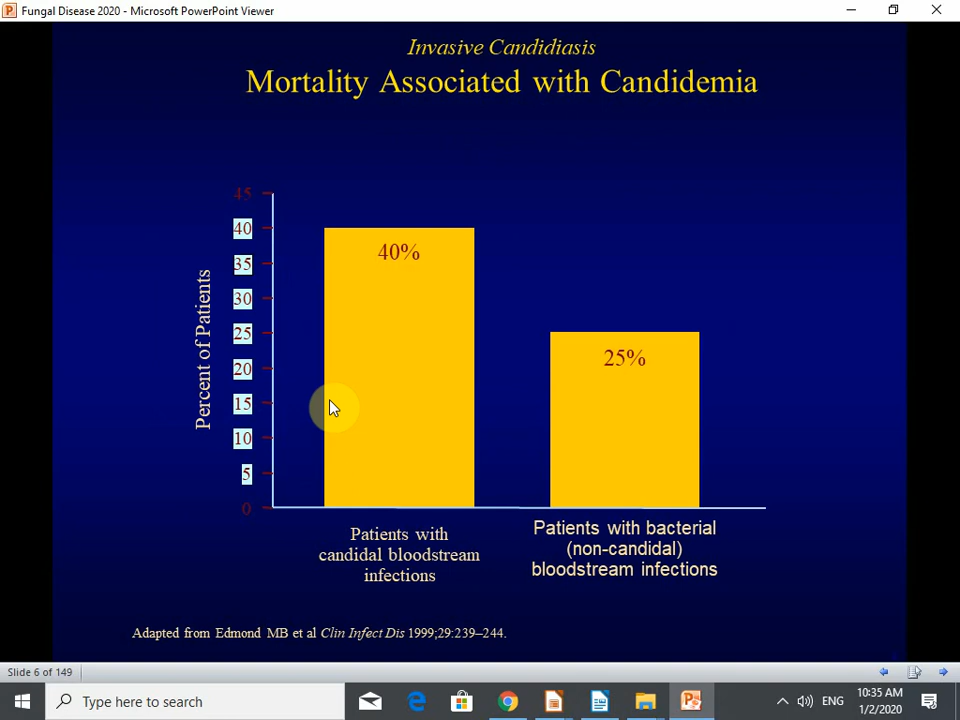 Fungal Disease 2020 - Microsoft PowerPoint Viewer
Invasive Candidiasis
Mortality Associated with Candidemia
Percent of Patients
45
40
35
30
25
20
15
10
5
0
40%
25%
Patients with
candidal bloodstream
infections
Patients with bacterial
(non-candidal)
bloodstream infections
Adapted from Edmond MB et al Clin Infect Dis 1999;29:239–244.
Slide 6 of 149
Type here to search
ENG
10:35 AM
1/2/2020